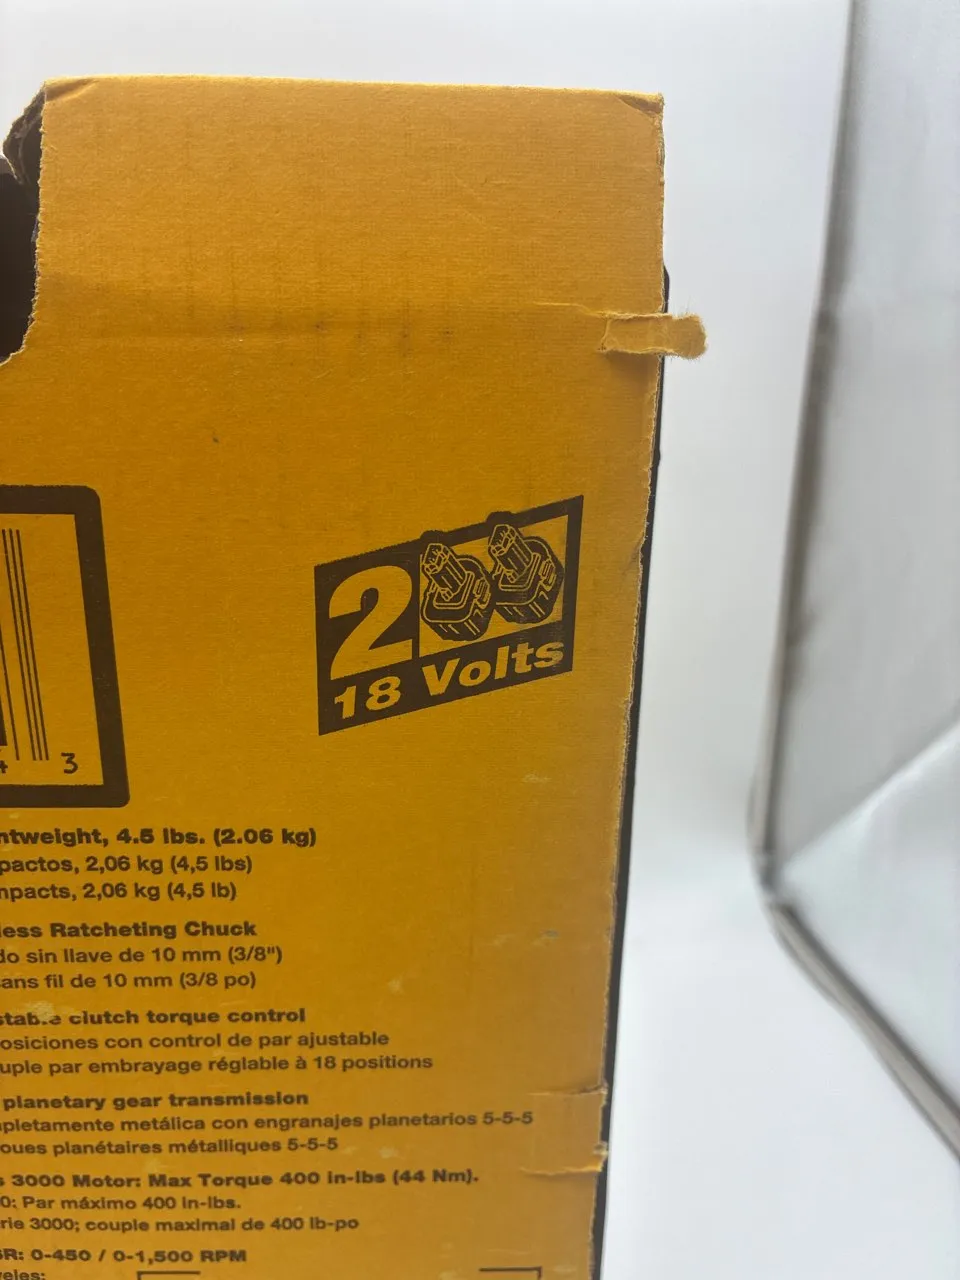 2
18 Volts
4 3
ntweight, 4.5 lbs. (2.06 kg)
pactos, 2,06 kg (4,5 lbs)
npacts, 2,06 kg (4,5 lb)
less Ratcheting Chuck
do sin llave de 10 mm (3/8")
ans fil de 10 mm (3/8 po)
stable clutch torque control
osiciones con control de par ajustable
uple par embrayage réglable à 18 positions
planetary gear transmission
pletamente metálica con engranajes planetarios 5-5-5
oues planétaires métalliques 5-5-5
s 3000 Motor: Max Torque 400 in-lbs (44 Nm).
0: Par máximo 400 in-lbs.
rie 3000; couple maximal de 400 lb-po
SR: 0-450 / 0-1,500 RPM
veles: